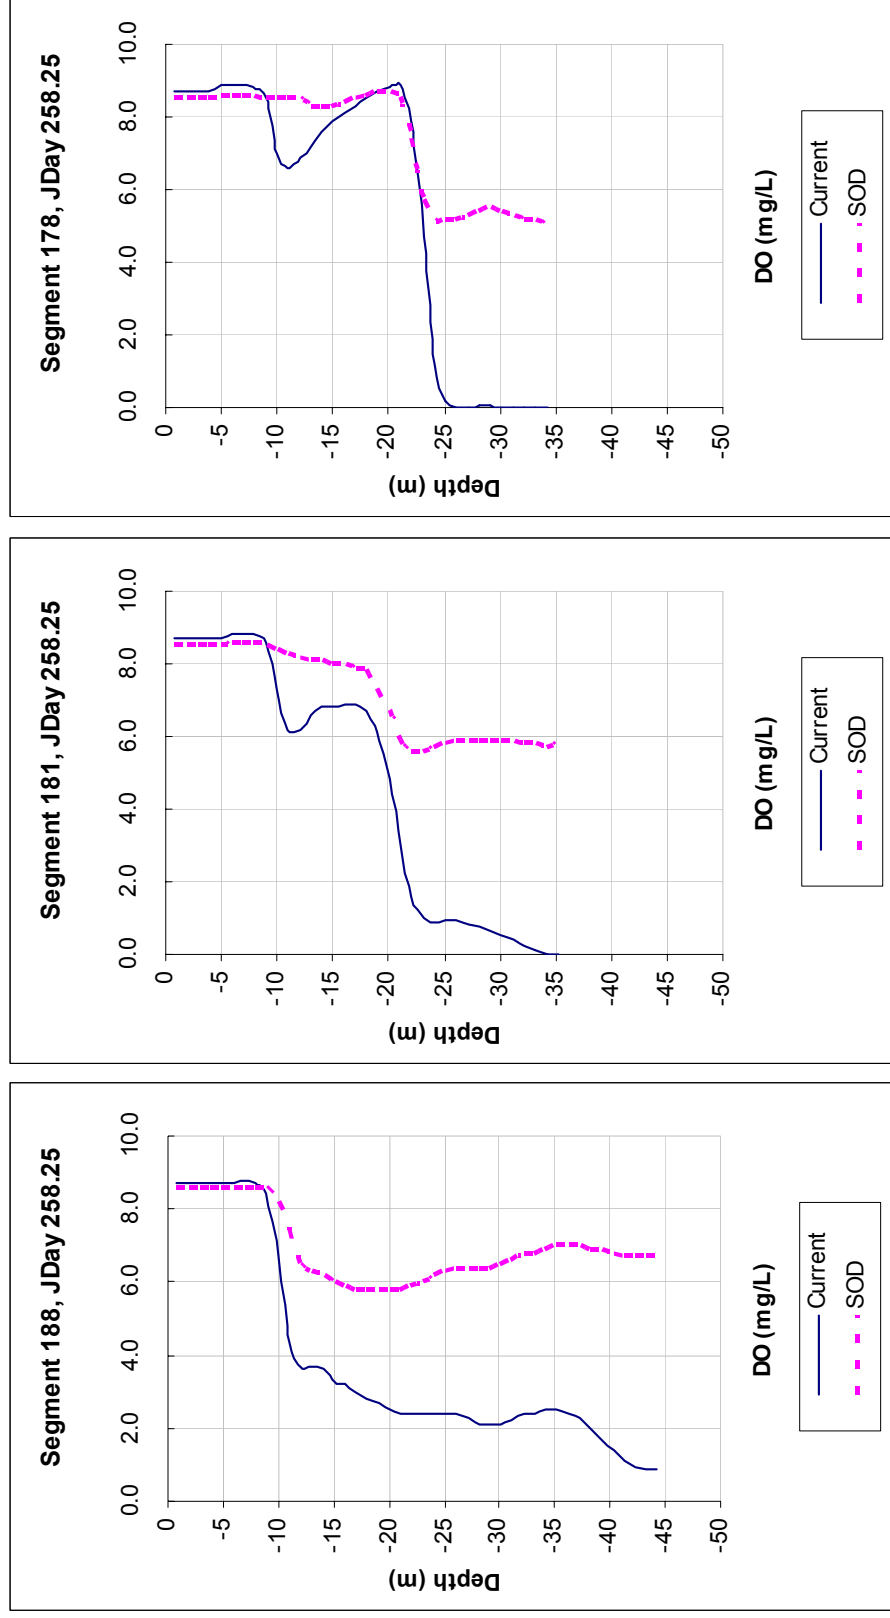 Segment 188, JDay 258.25
0.0 2.0 4.0 6.0 8.0 10.0
0
-5
-10
-15
-20
-25
-30
-35
-40
-45
-50
Depth (m)
DO (mg/L)
Current
SOD
Segment 181, JDay 258.25
0.0 2.0 4.0 6.0 8.0 10.0
0
-5
-10
-15
-20
-25
-30
-35
-40
-45
-50
Depth (m)
DO (mg/L)
Current
SOD
Segment 178, JDay 258.25
0.0 2.0 4.0 6.0 8.0 10.0
0
-5
-10
-15
-20
-25
-30
-35
-40
-45
-50
Depth (m)
DO (mg/L)
Current
SOD